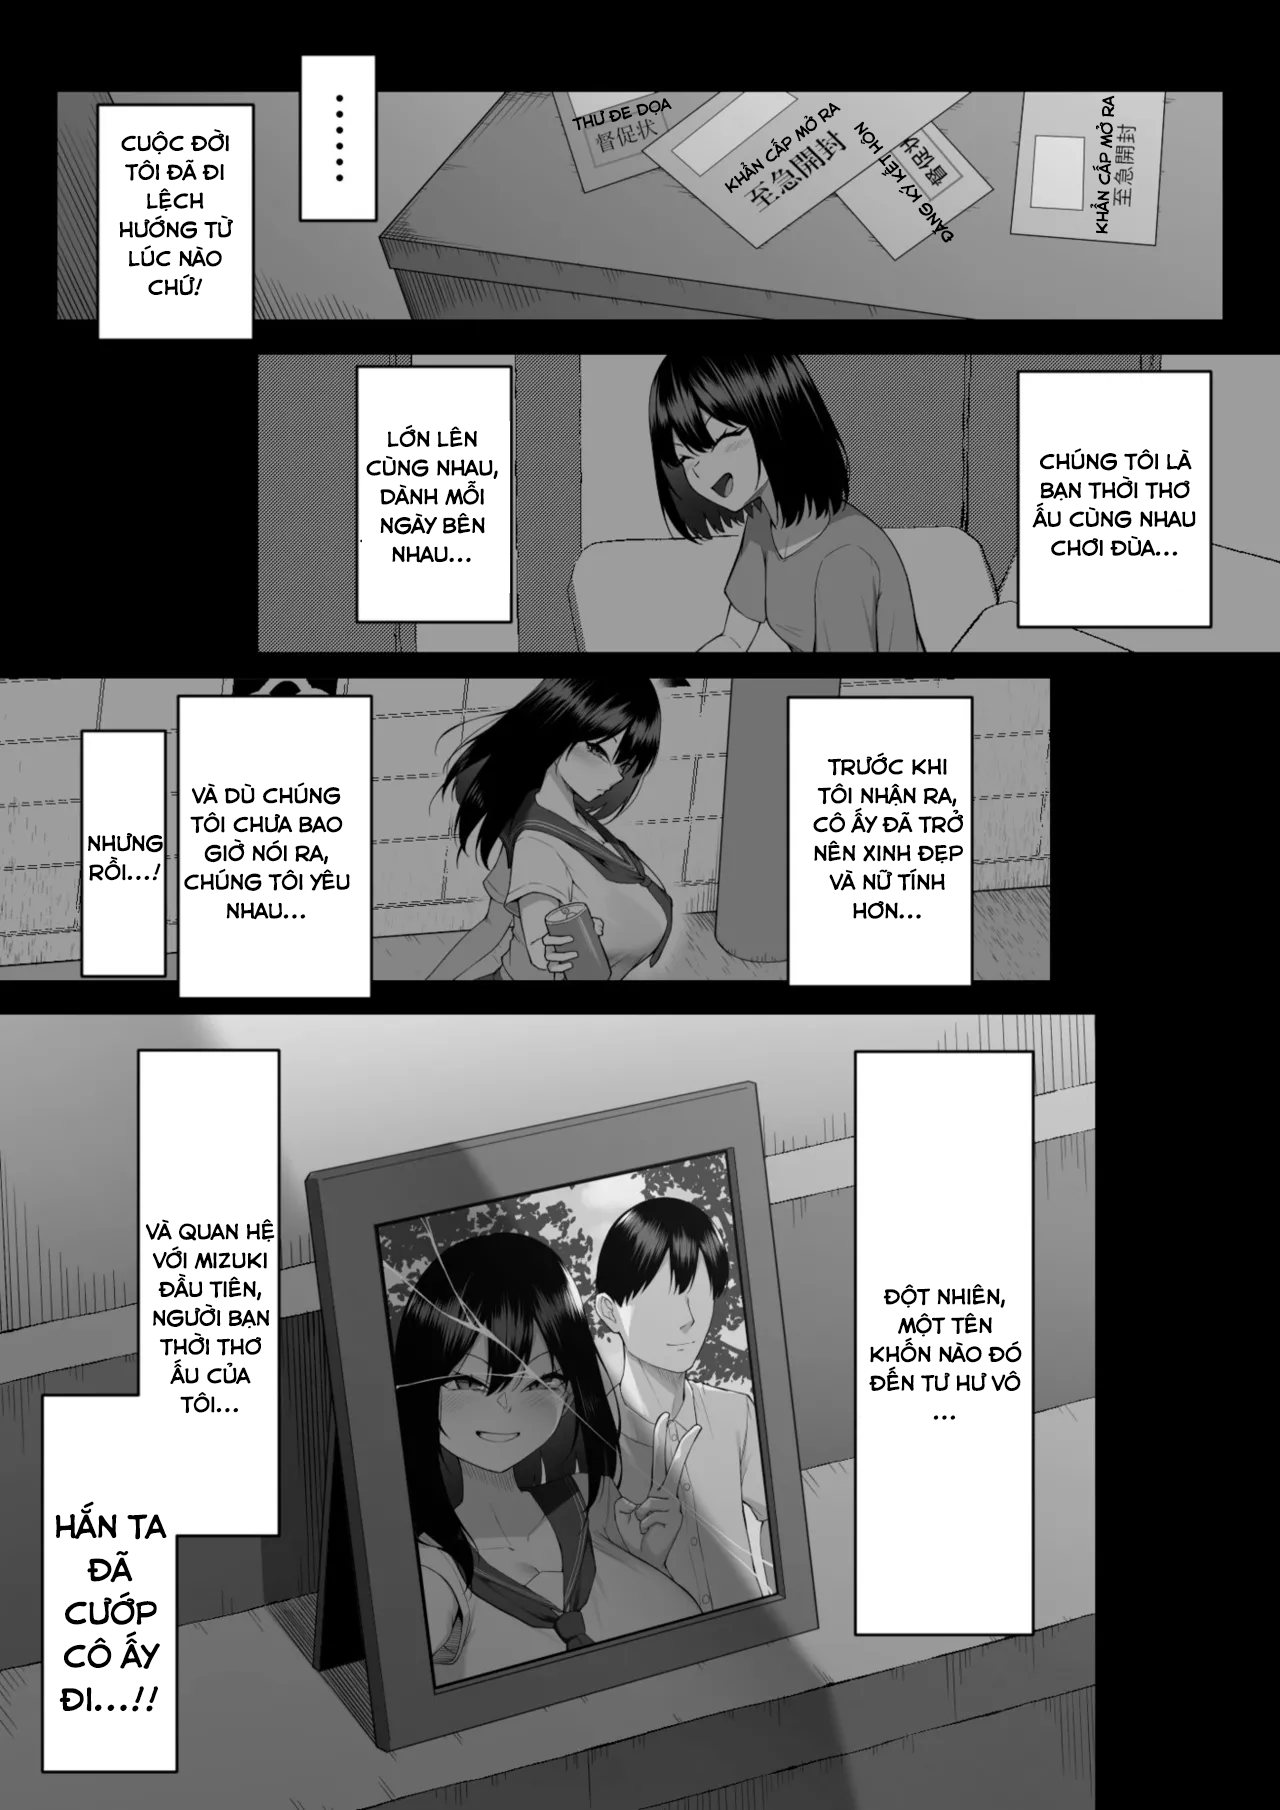 ......
CUỘC ĐỜI
TÔI ĐÃ ĐI
LỆCH
HƯỚNG TỪ
LÚC NÀO
CHỨ!
THƯ ĐE DỌA
督促状
KHẨN CẤP MỞ RA
至急開封
ĐĂNG KÝ KẾT HÔN
督促状
KHẨN CẤP MỞ RA
至急開封
CHÚNG TÔI LÀ
BẠN THỜI THƠ
ẤU CÙNG NHAU
CHƠI ĐÙA...
LỚN LÊN
CÙNG NHAU,
DÀNH MỖI
NGÀY BÊN
NHAU...
TRƯỚC KHI
TÔI NHẬN RA,
CÔ ẤY ĐÃ TRỞ
NÊN XINH ĐẸP
VÀ NỮ TÍNH
HƠN...
VÀ DÙ CHÚNG
TÔI CHƯA BAO
GIỜ NÓI RA,
CHÚNG TÔI YÊU
NHAU...
NHƯNG
RỒI...!
ĐỘT NHIÊN,
MỘT TÊN
KHỐN NÀO ĐÓ
ĐẾN TỪ HƯ VÔ
...
VÀ QUAN HỆ
VỚI MIZUKI
ĐẦU TIÊN,
NGƯỜI BẠN
THỜI THƠ
ẤU CỦA
TÔI...
HẮN TA
ĐÃ
CƯỚP
CÔ ẤY
ĐI...!!